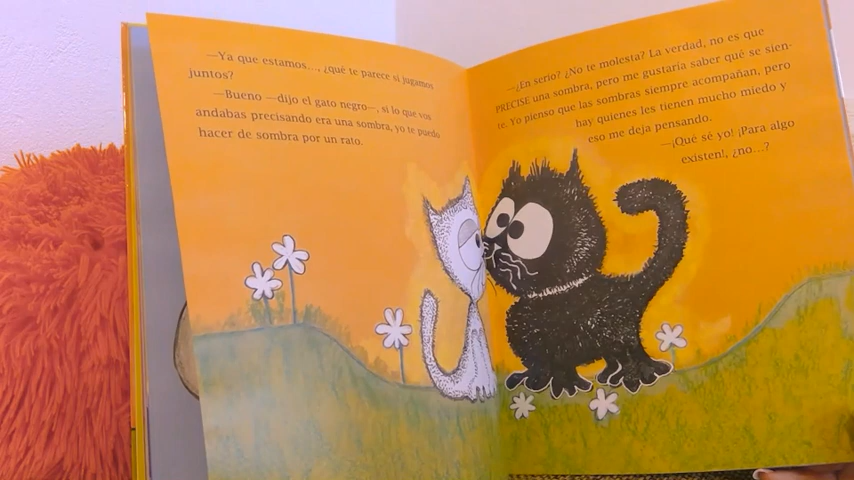 —Ya que estamos..., ¿qué te parece si jugamos
juntos?
—Bueno —dijo el gato negro—, si lo que vos
andabas precisando era una sombra, yo te puedo
hacer de sombra por un rato.
—¿En serio? ¿No te molesta? La verdad, no es que
PRECISE una sombra, pero me gustaría saber qué se sien-
te. Yo pienso que las sombras siempre acompañan, pero
hay quienes les tienen mucho miedo y
eso me deja pensando.
—¡Qué sé yo! ¡Para algo
existen!, ¿no...?